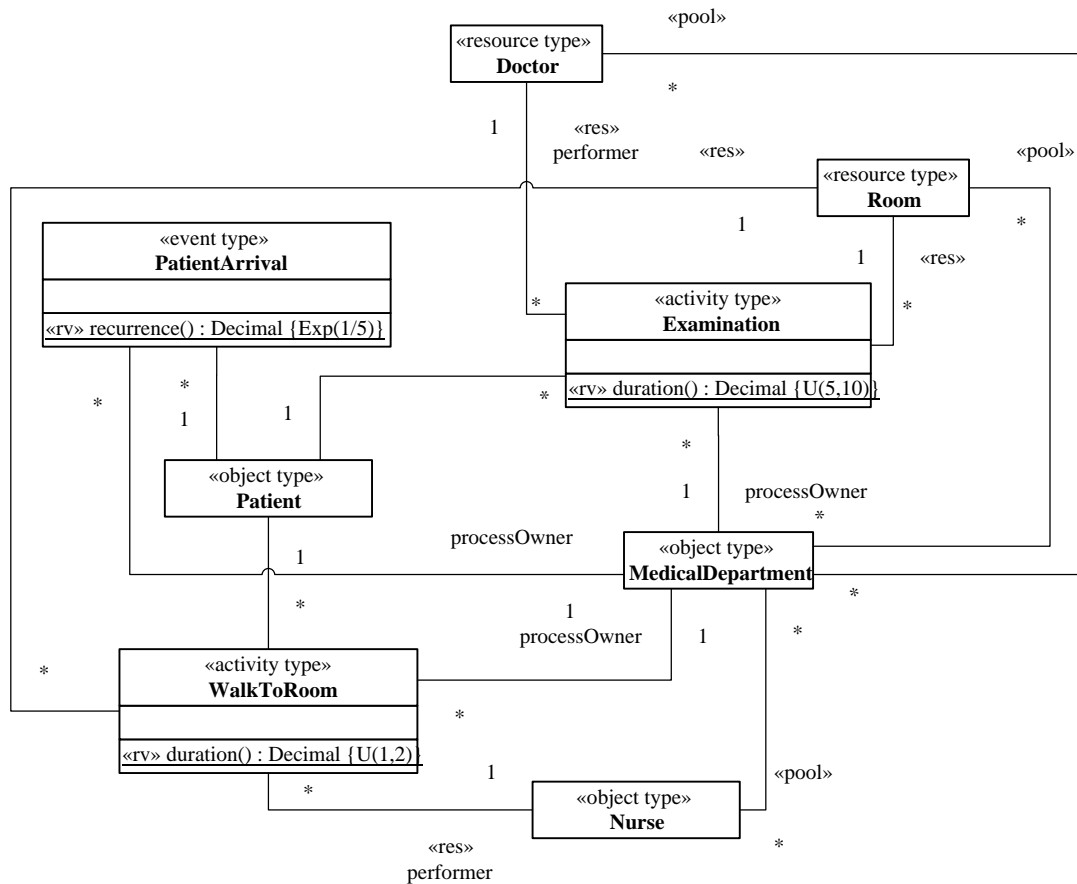 «pool»
«resource type»
Doctor
*
1
«res»
performer
«res»
«pool»
«resource type»
Room
1
*
«event type»
PatientArrival
1
«res»
«rv» recurrence() : Decimal {Exp(1/5)}
*
«activity type»
Examination
*
«rv» duration() : Decimal {U(5,10)}
*
*
1
1
*
*
«object type»
Patient
1
processOwner
*
processOwner
«object type»
MedicalDepartment
1
*
*
1
processOwner
1
*
«activity type»
WalkToRoom
*
*
«rv» duration() : Decimal {U(1,2)}
1
«pool»
*
«object type»
Nurse
*
«res»
performer